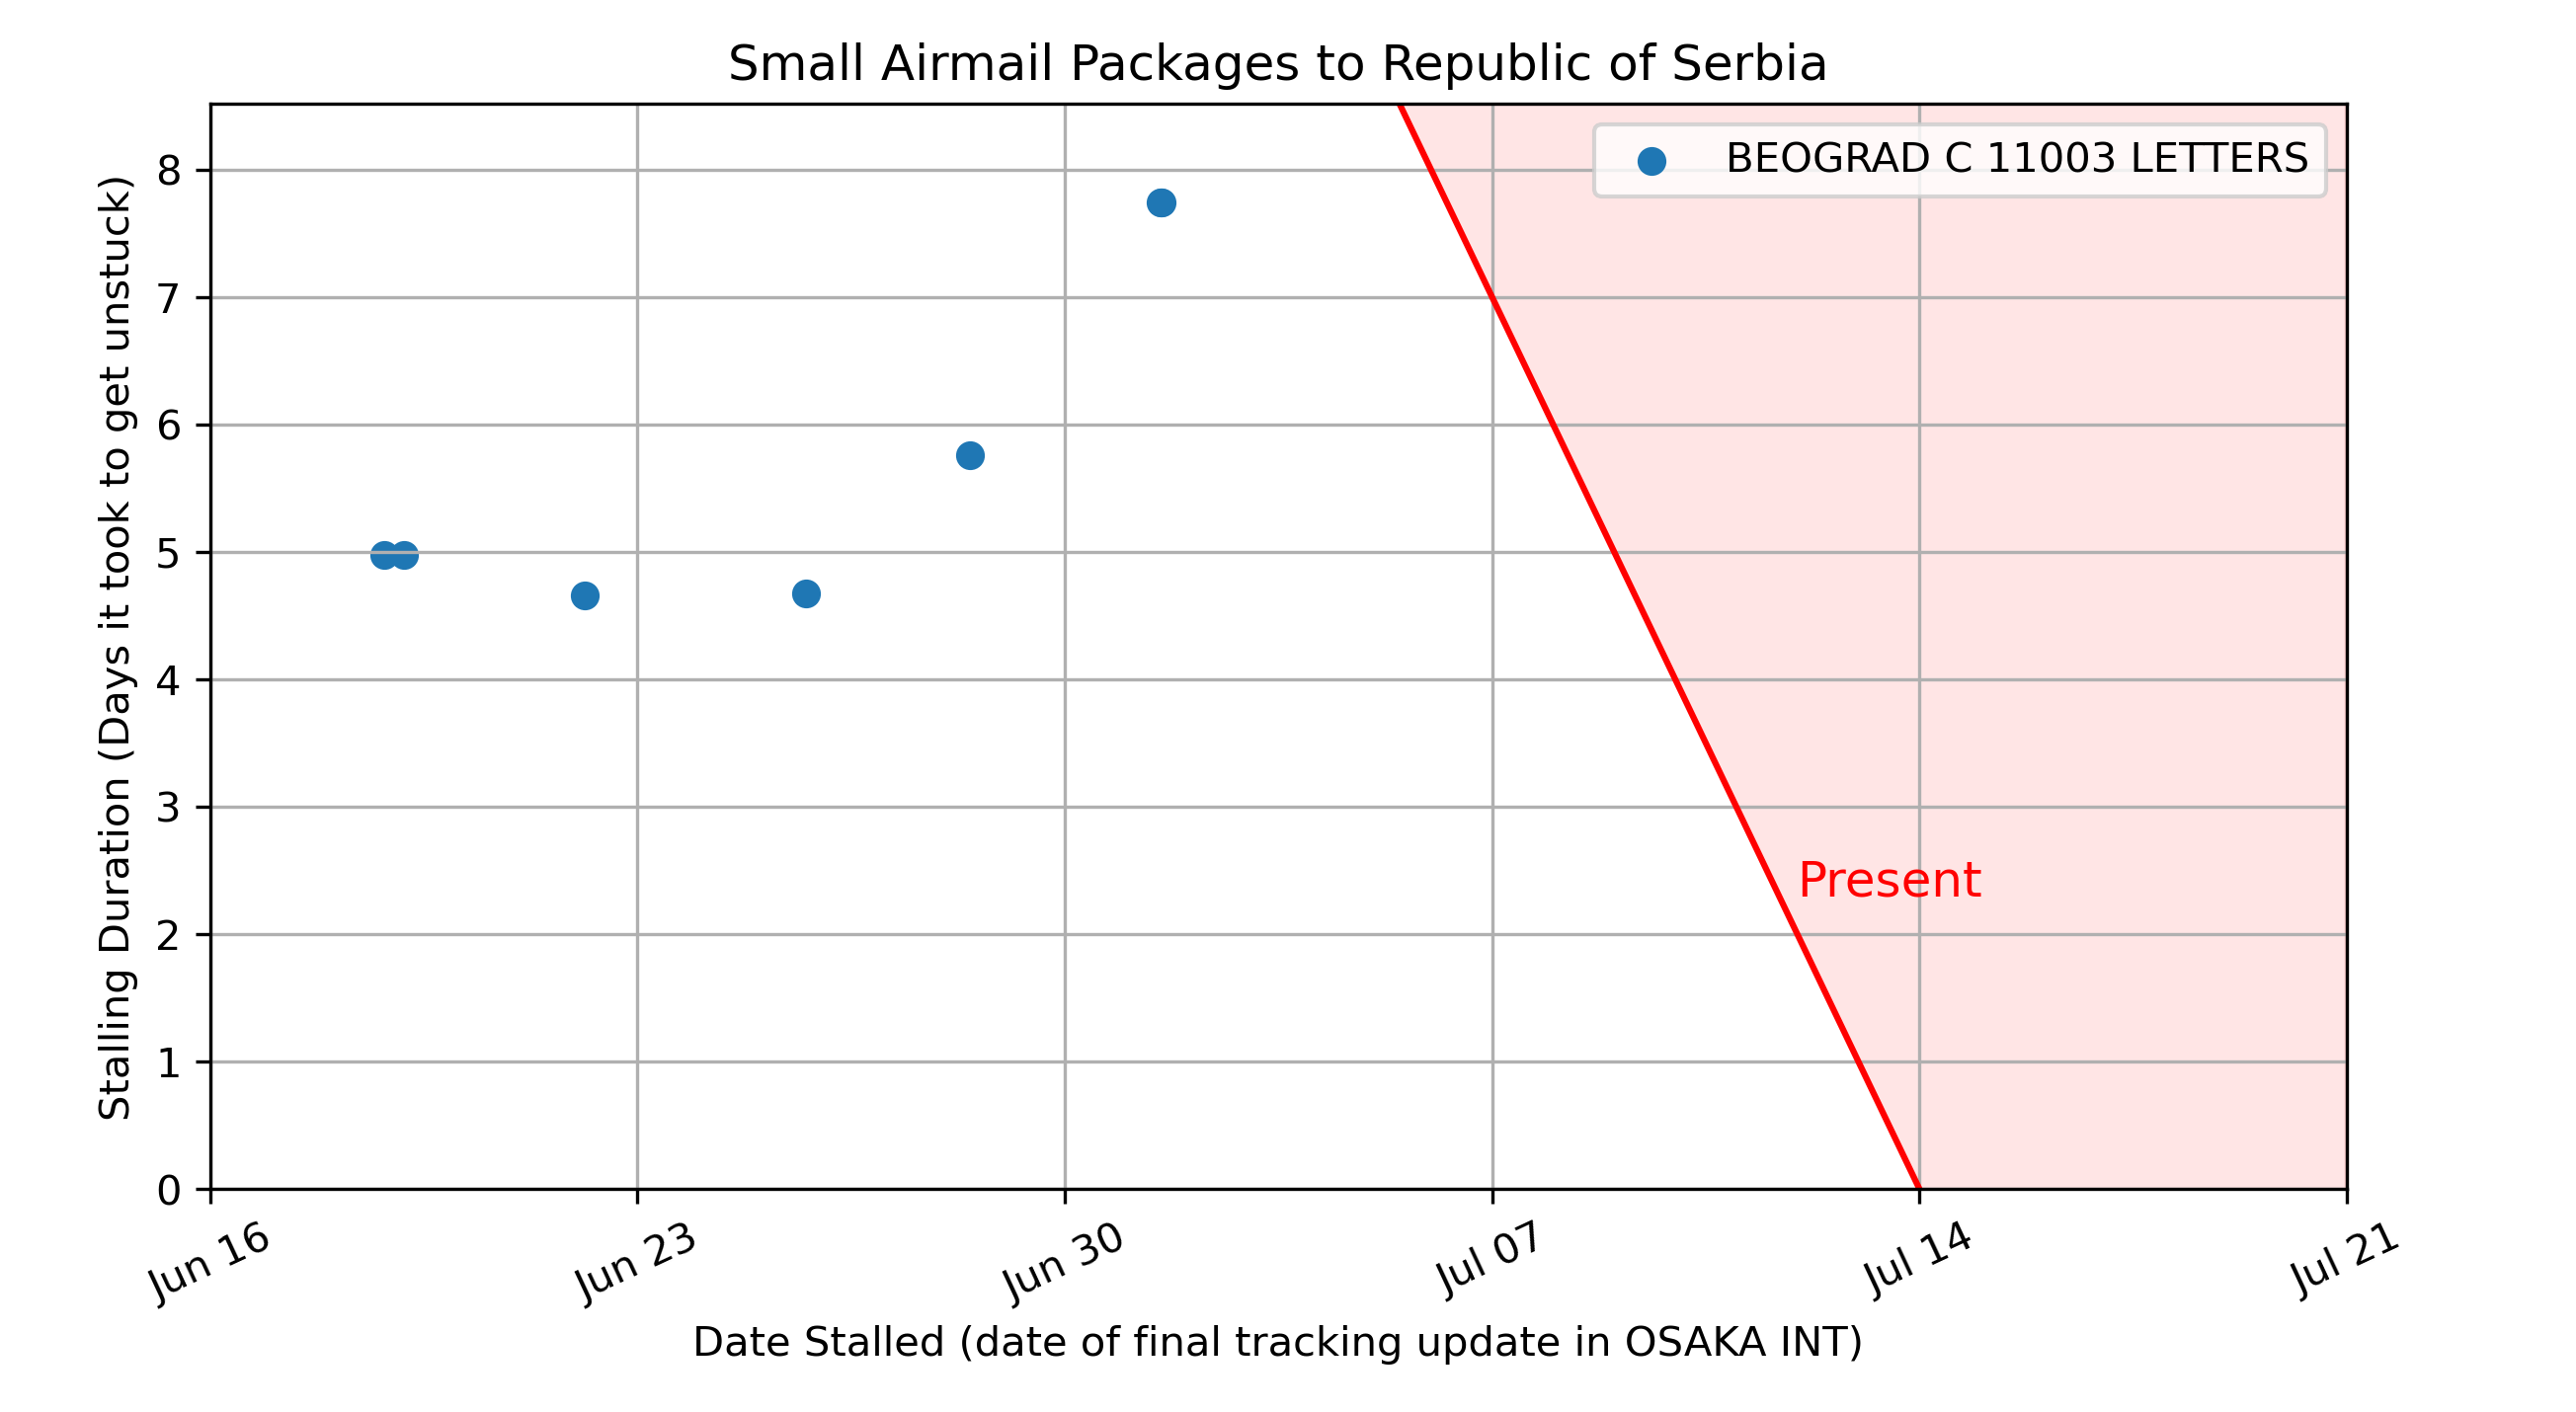 Small Airmail Packages to Republic of Serbia
BEOGRAD C 11003 LETTERS
Stalling Duration (Days it took to get unstuck)
8
7
6
5
4
3
2
1
0
Present
Jun 16
Jun 23
Jun 30
Jul 07
Jul 14
Jul 21
Date Stalled (date of final tracking update in OSAKA INT)